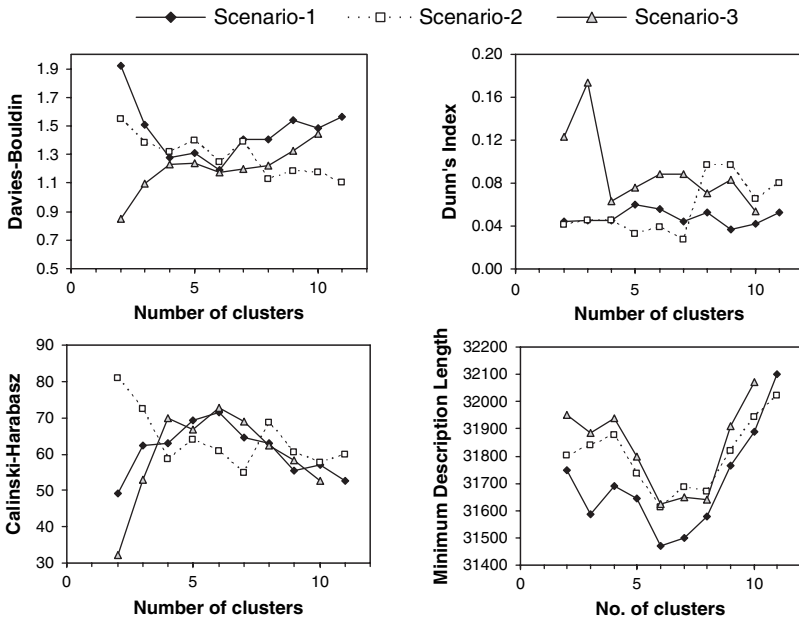 Scenario-1 Scenario-2 Scenario-3
Davies-Bouldin
1.9
1.7
1.5
1.3
1.1
0.9
0.7
0.5
0 5 10
Number of clusters
Dunn's Index
0.20
0.16
0.12
0.08
0.04
0.00
0 5 10
Number of clusters
Calinski-Harabasz
90
80
70
60
50
40
30
0 5 10
Number of clusters
Minimum Description Length
32200
32100
32000
31900
31800
31700
31600
31500
31400
0 5 10
No. of clusters